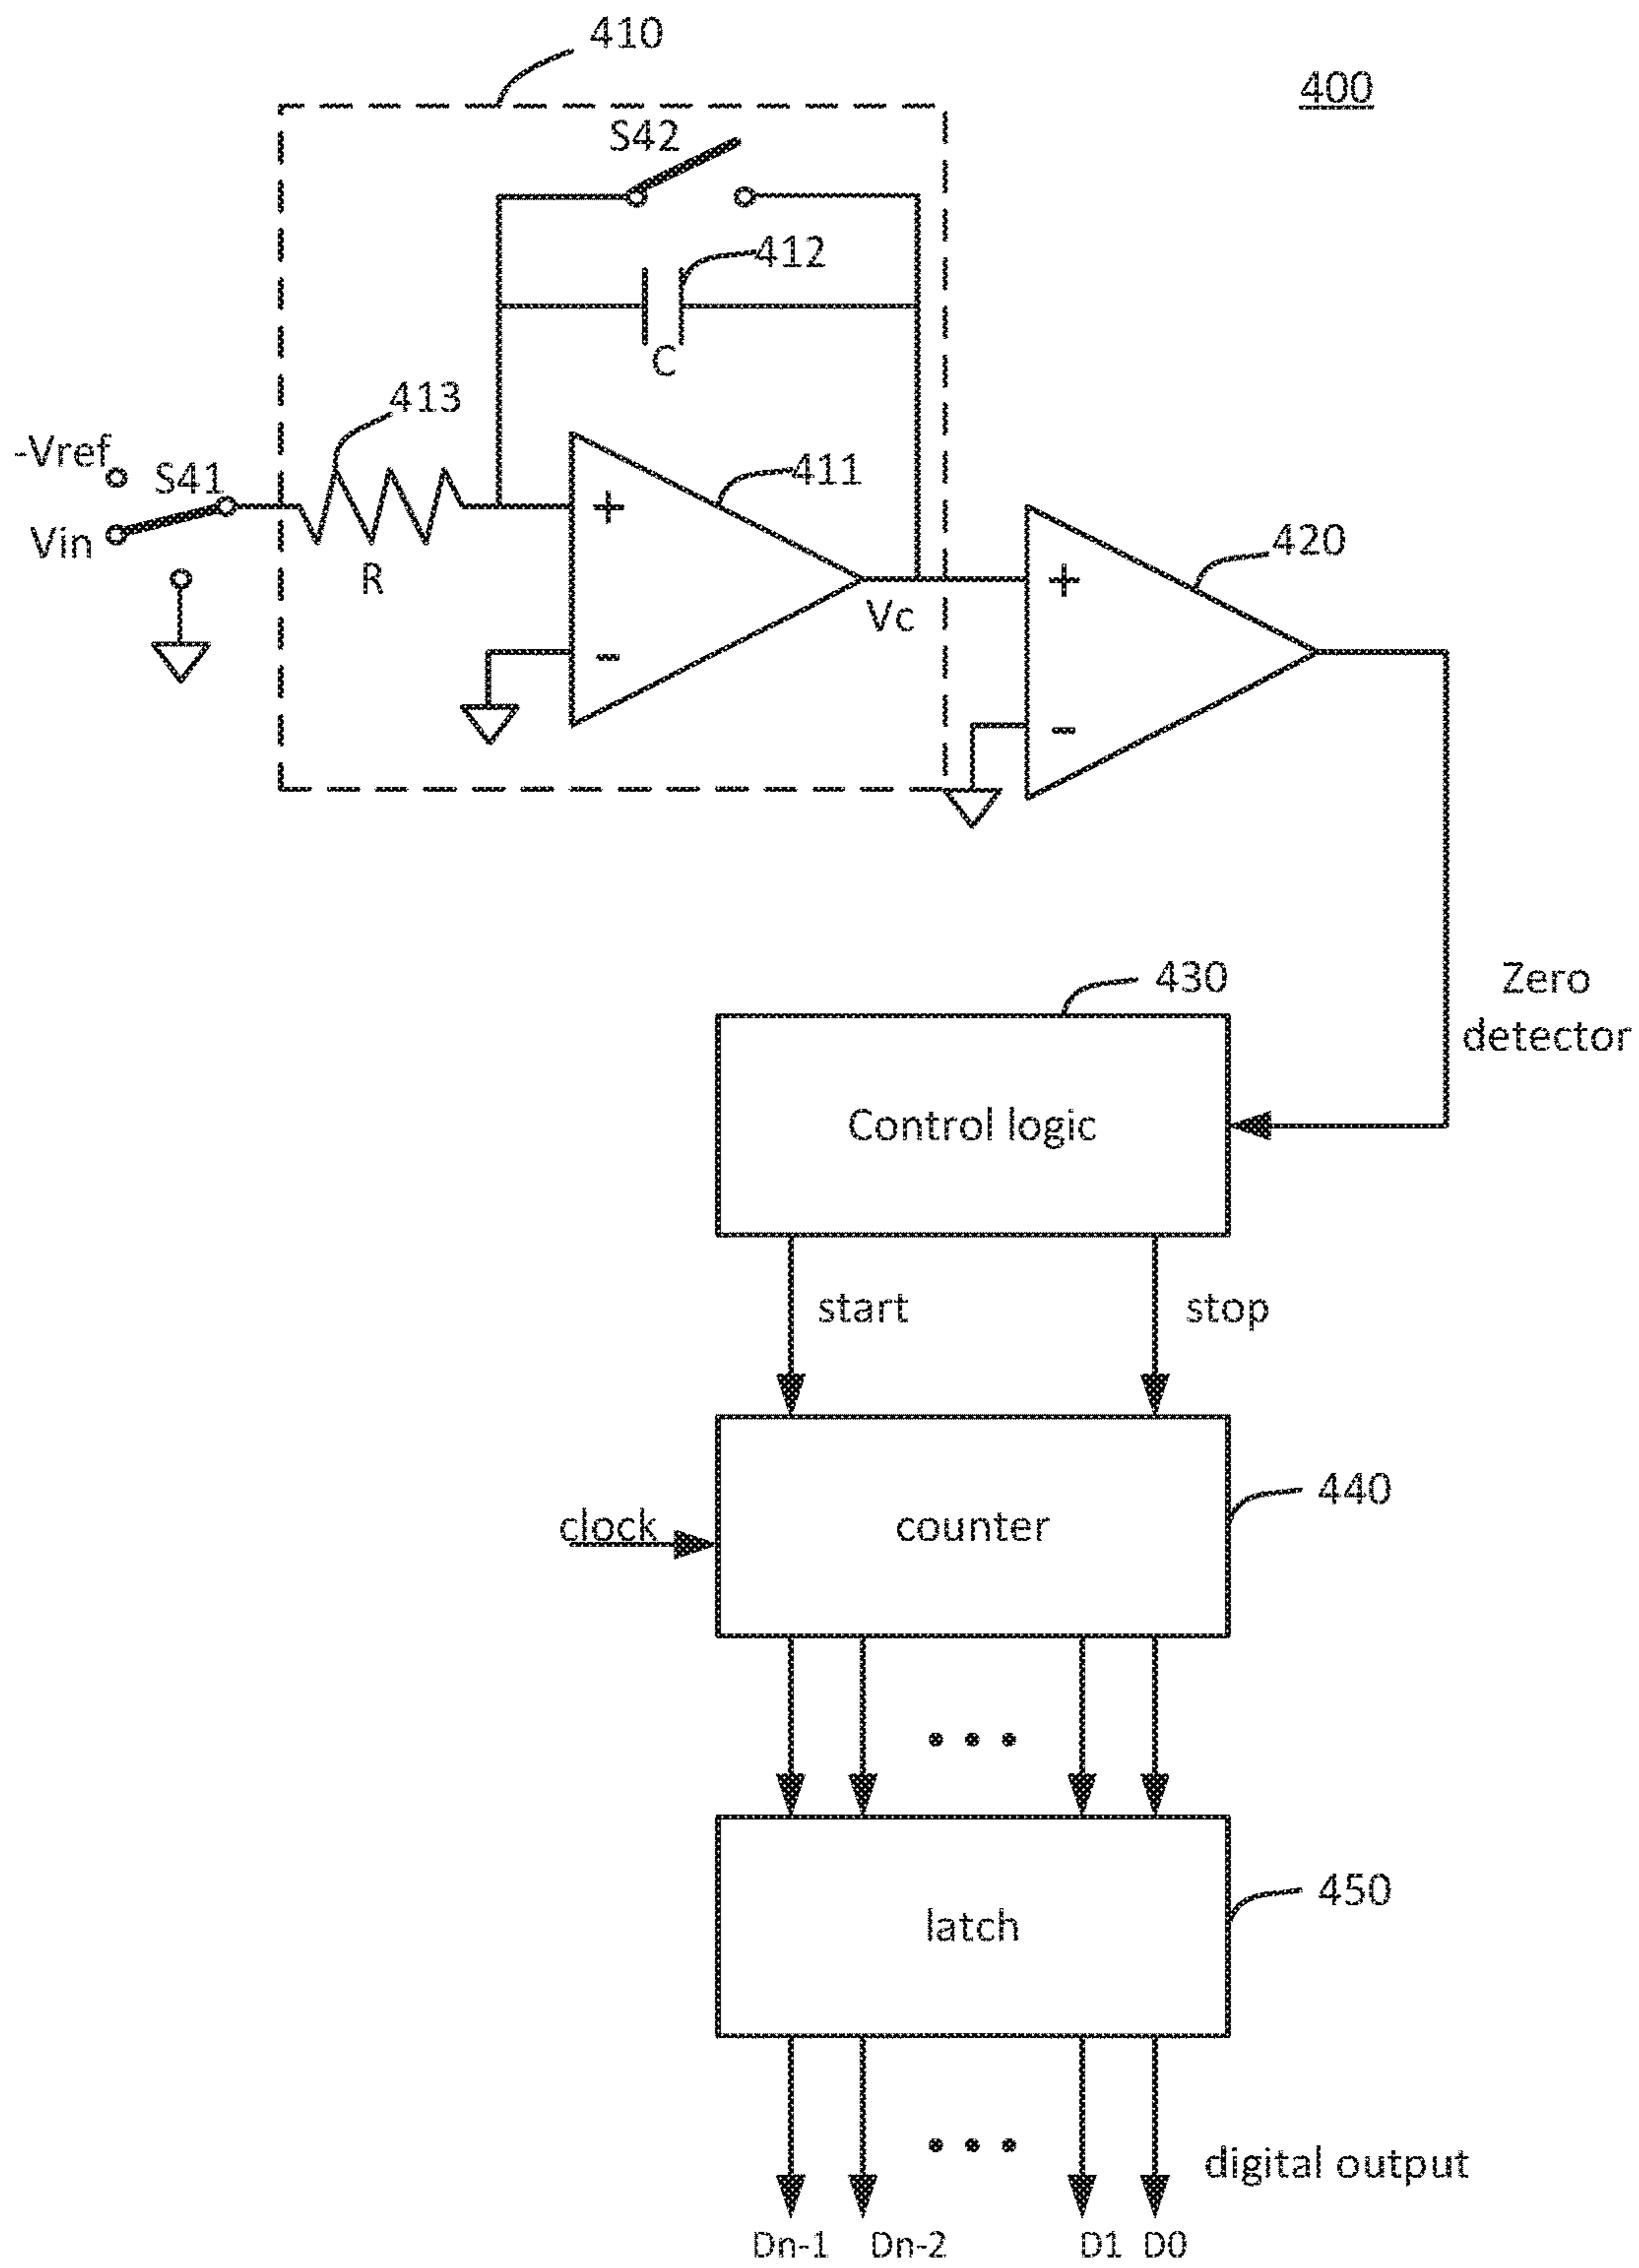 410
400
S42
412
C
413
-Vref
S41
411
Vin
+
420
R
+
Vc
-
-
430
Zero
detector
Control logic
start
stop
440
clock
counter
450
latch
digital output
Dn-1
Dn-2
D1
D0